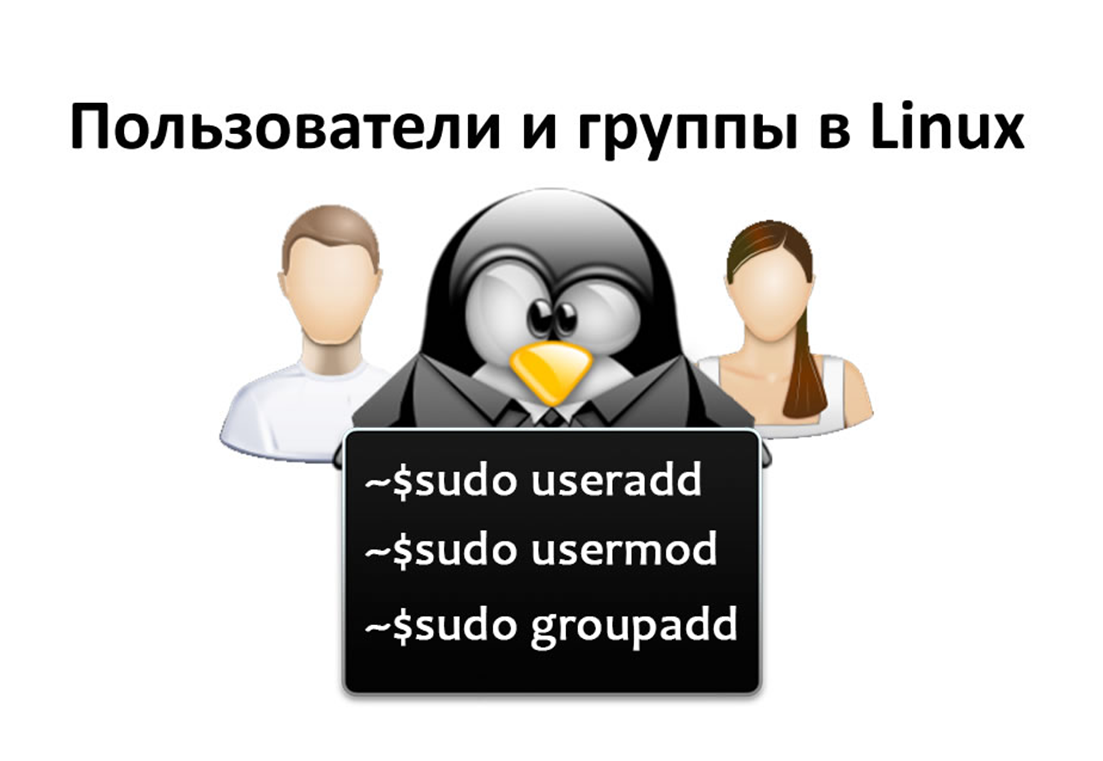 Пользователи и группы в Linux
~$sudo useradd
~$sudo usermod
~$sudo groupadd